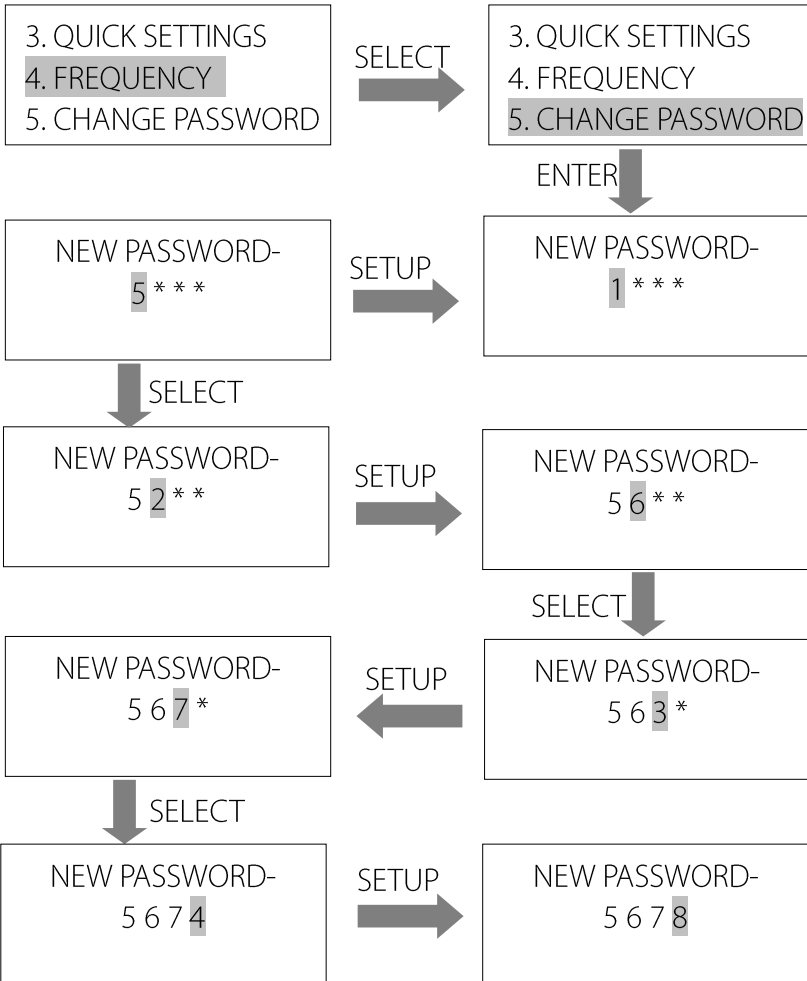 3. QUICK SETTINGS
4. FREQUENCY
5. CHANGE PASSWORD
SELECT
3. QUICK SETTINGS
4. FREQUENCY
5. CHANGE PASSWORD
ENTER
NEW PASSWORD-
5 * * *
SETUP
NEW PASSWORD-
1 * * *
SELECT
NEW PASSWORD-
5 2 * *
SETUP
NEW PASSWORD-
5 6 * *
SELECT
NEW PASSWORD-
5 6 7 *
SETUP
NEW PASSWORD-
5 6 3 *
SELECT
NEW PASSWORD-
5 6 7 4
SETUP
NEW PASSWORD-
5 6 7 8